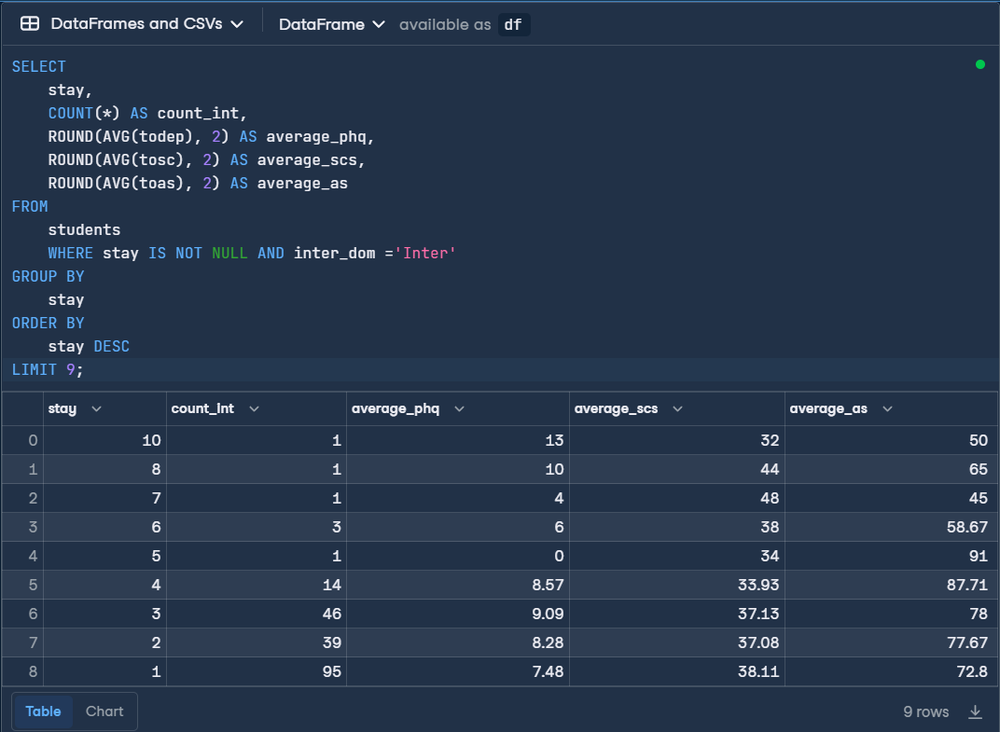 DataFrames and CSVs DataFrame available as df
SELECT
    stay,
    COUNT(*) AS count_int,
    ROUND(AVG(todep), 2) AS average_phq,
    ROUND(AVG(tosc), 2) AS average_scs,
    ROUND(AVG(toas), 2) AS average_as
FROM
    students
    WHERE stay IS NOT NULL AND inter_dom ='Inter'
GROUP BY
    stay
ORDER BY
    stay DESC
LIMIT 9;
stay count_int average_phq average_scs average_as
0 10 1 13 32 50
1 8 1 10 44 65
2 7 1 4 48 45
3 6 3 6 38 58.67
4 5 1 0 34 91
5 4 14 8.57 33.93 87.71
6 3 46 9.09 37.13 78
7 2 39 8.28 37.08 77.67
8 1 95 7.48 38.11 72.8
Table Chart 9 rows